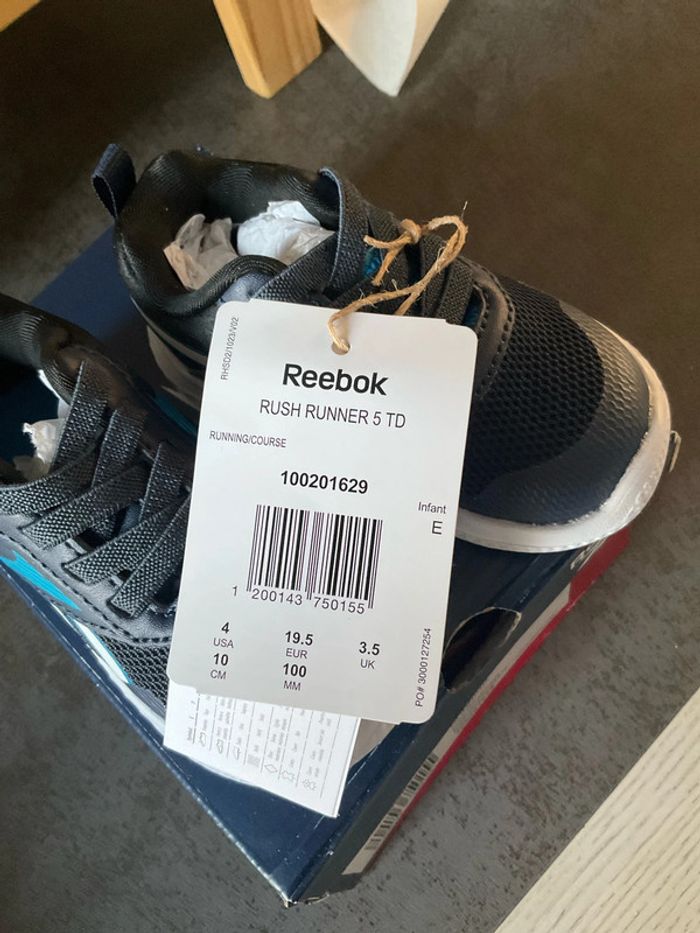 RHSD2/1023/V02
Reebok
RUSH RUNNER 5 TD
RUNNING/COURSE
100201629
Infant
E
1 200143 750155
4 19.5 3.5
USA EUR UK
10 100
CM MM
PO# 3000127254